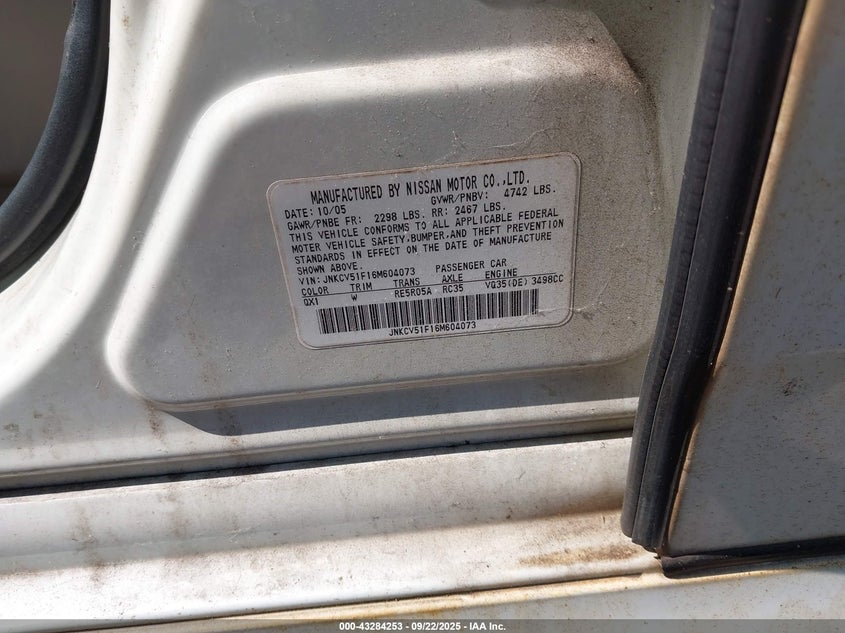 MANUFACTURED BY NISSAN MOTOR CO.,LTD.
DATE: 10/05 GVWR/PNBV: 4742 LBS.
GAWR/PNBE FR: 2298 LBS. RR: 2467 LBS.
THIS VEHICLE CONFORMS TO ALL APPLICABLE FEDERAL
MOTOR VEHICLE SAFETY,BUMPER,AND THEFT PREVENTION
STANDARDS IN EFFECT ON THE DATE OF MANUFACTURE
SHOWN ABOVE.
VIN: JNKCV51F16M604073 PASSENGER CAR
COLOR TRIM TRANS AXLE ENGINE
QX1 W RE5R05A RC35 VQ35(DE) 3498CC
JNKCV51F16M604073
000-43284253 - 09/22/2025 - IAA Inc.